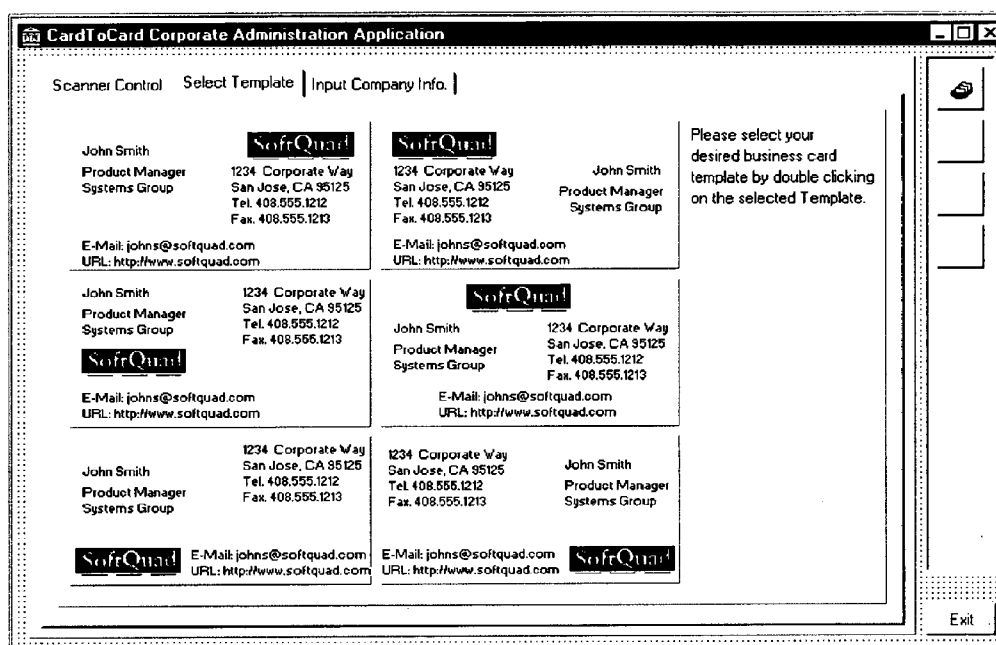 CardToCard Corporate Administration Application
Scanner Control
Select Template
Input Company Info.
John Smith
Product Manager
Systems Group
SoftQuad
1234 Corporate Way
San Jose, CA 95125
Tel. 408.555.1212
Fax. 408.555.1213
E-Mail: johns@softquad.com
URL: http://www.softquad.com
SoftQuad
1234 Corporate Way
San Jose, CA 95125
Tel. 408.555.1212
Fax. 408.555.1213
John Smith
Product Manager
Systems Group
E-Mail: johns@softquad.com
URL: http://www.softquad.com
Please select your
desired business card
template by double clicking
on the selected Template.
John Smith
Product Manager
Systems Group
1234 Corporate Way
San Jose, CA 95125
Tel. 408.555.1212
Fax. 408.555.1213
SoftQuad
E-Mail: johns@softquad.com
URL: http://www.softquad.com
SoftQuad
John Smith
Product Manager
Systems Group
1234 Corporate Way
San Jose, CA 95125
Tel. 408.555.1212
Fax. 408.555.1213
E-Mail: johns@softquad.com
URL: http://www.softquad.com
John Smith
Product Manager
Systems Group
1234 Corporate Way
San Jose, CA 95125
Tel. 408.555.1212
Fax. 408.555.1213
SoftQuad
E-Mail: johns@softquad.com
URL: http://www.softquad.com
1234 Corporate Way
San Jose, CA 95125
Tel. 408.555.1212
Fax. 408.555.1213
John Smith
Product Manager
Systems Group
E-Mail: johns@softquad.com
URL: http://www.softquad.com
SoftQuad
Exit